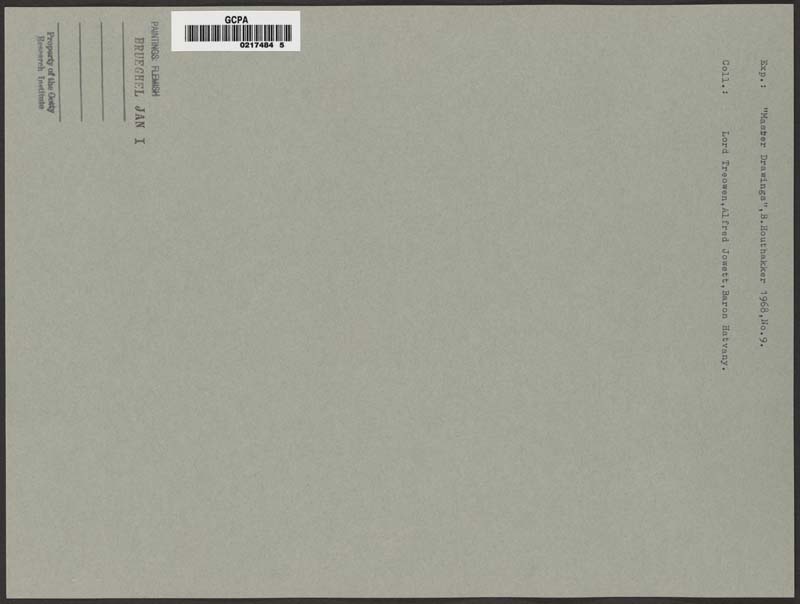 GCPA
0217484 5
PAINTINGS: FLEMISH
BRUEGHEL JAN I
Property of the Getty
Research Institute
Exp.: "Master Drawings",B.Houthakker 1968,No.9.
Coll.: Lord Treowen,Alfred Jowett,Baron Hatvany.